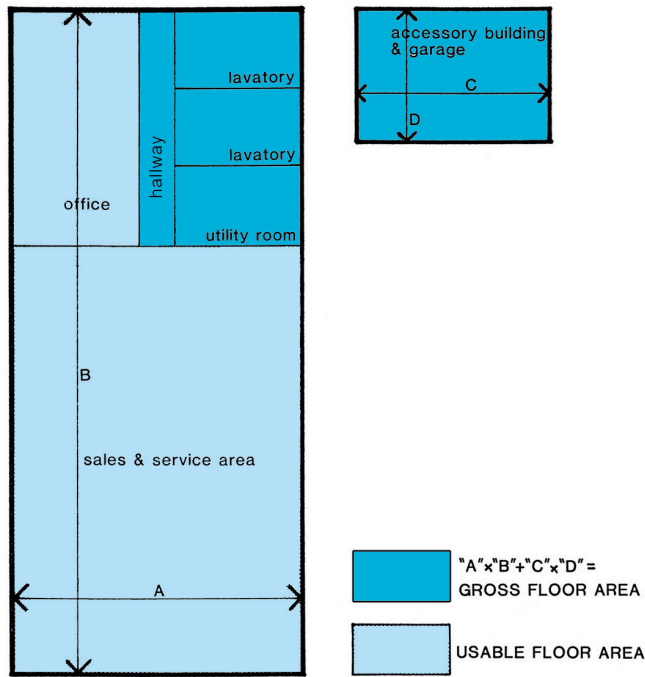 accessory building
& garage
C
D
lavatory
lavatory
hallway
office
utility room
B
sales & service area
A
"A"x"B"+"C"x"D"=
GROSS FLOOR AREA
USABLE FLOOR AREA